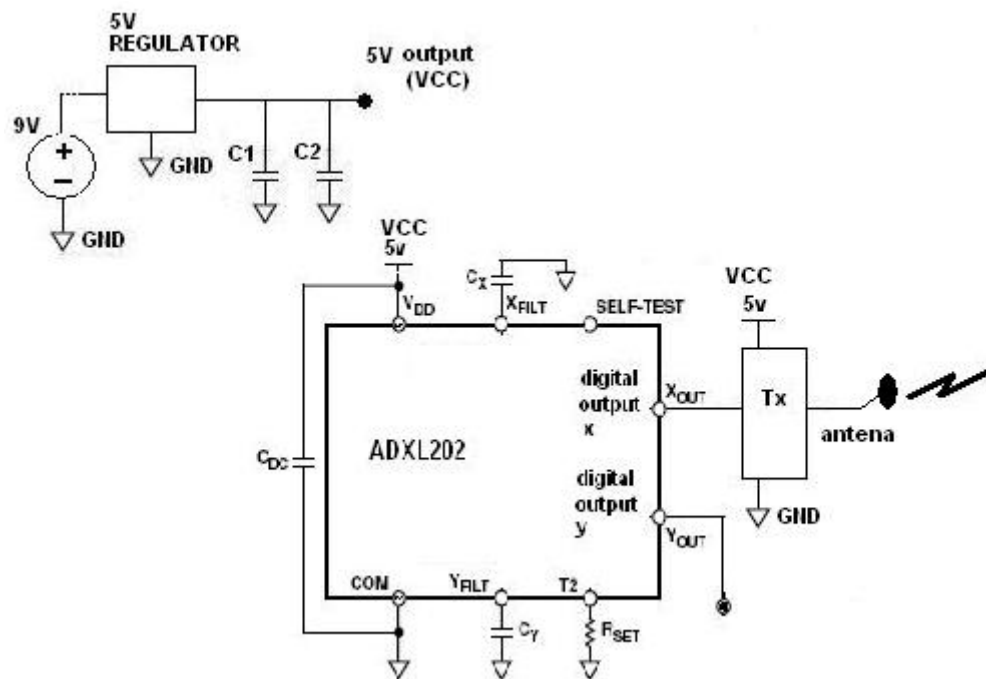 5V
REGULATOR
5V output
(VCC)
9V
+
−
GND
C1
C2
GND
VCC
5v
VDD
CX
XFILT
SELF-TEST
VCC
5v
digital
output
x
XOUT
Tx
antena
ADXL202
CDC
digital
output
y
YOUT
GND
COM
YFILT
T2
CY
RSET